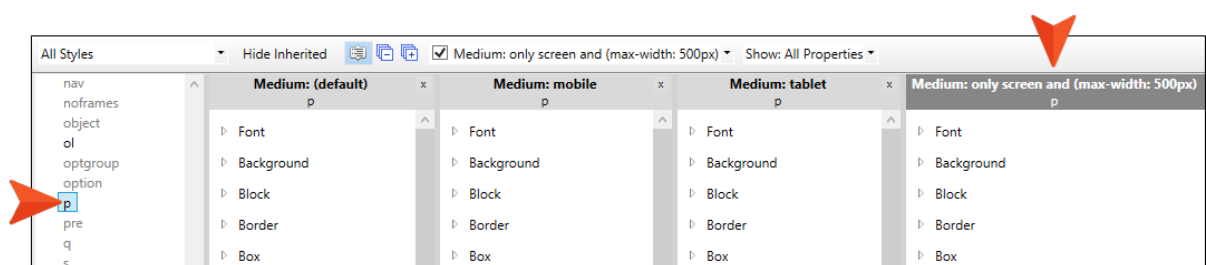 All Styles Hide Inherited Medium: only screen and (max-width: 500px) Show: All Properties
nav
noframes
object
ol
optgroup
option
p
pre
q
s
Medium: (default) x
p
Font
Background
Block
Border
Box
Medium: mobile x
p
Font
Background
Block
Border
Box
Medium: tablet x
p
Font
Background
Block
Border
Box
Medium: only screen and (max-width: 500px)
p
Font
Background
Block
Border
Box